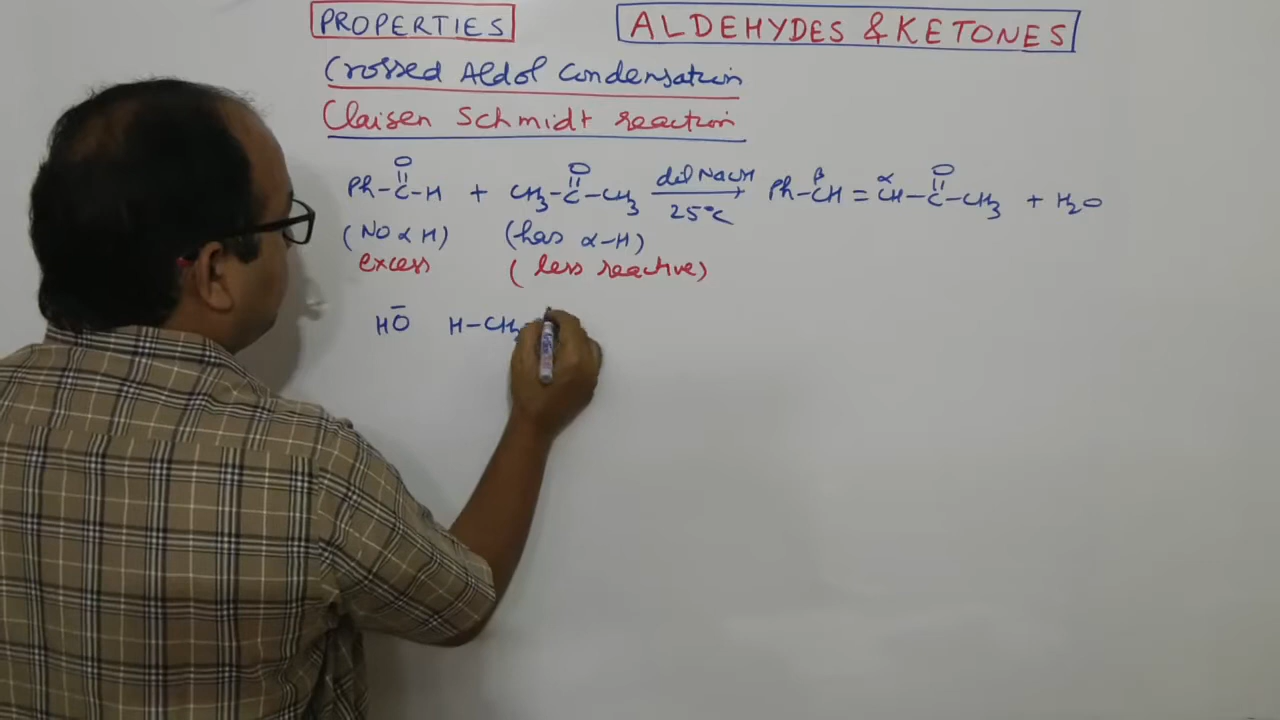 PROPERTIES
ALDEHYDES & KETONES
Crossed Aldol Condensation
Claisen Schmidt reaction
Ph-C(=O)-H + CH3-C(=O)-CH3 dil NaOH 25°C → Ph-CH(β)=CH(α)-C(=O)-CH3 + H2O
(NO α H) (has α-H)
excess (less reactive)
HO⁻ H-CH2